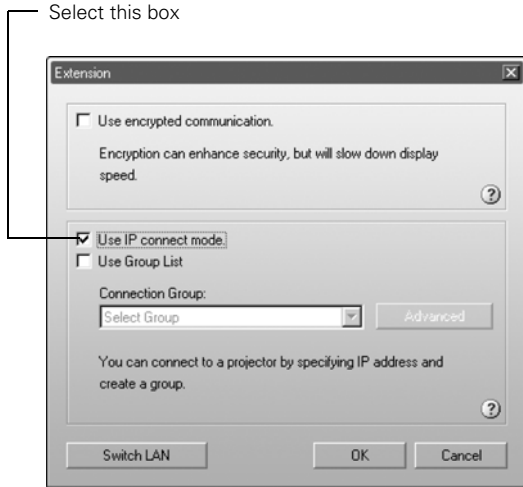 Select this box
Extension
Use encrypted communication.
Encryption can enhance security, but will slow down display
speed.
Use IP connect mode.
Use Group List
Connection Group:
Select Group
Advanced
You can connect to a projector by specifying IP address and
create a group.
Switch LAN
OK
Cancel